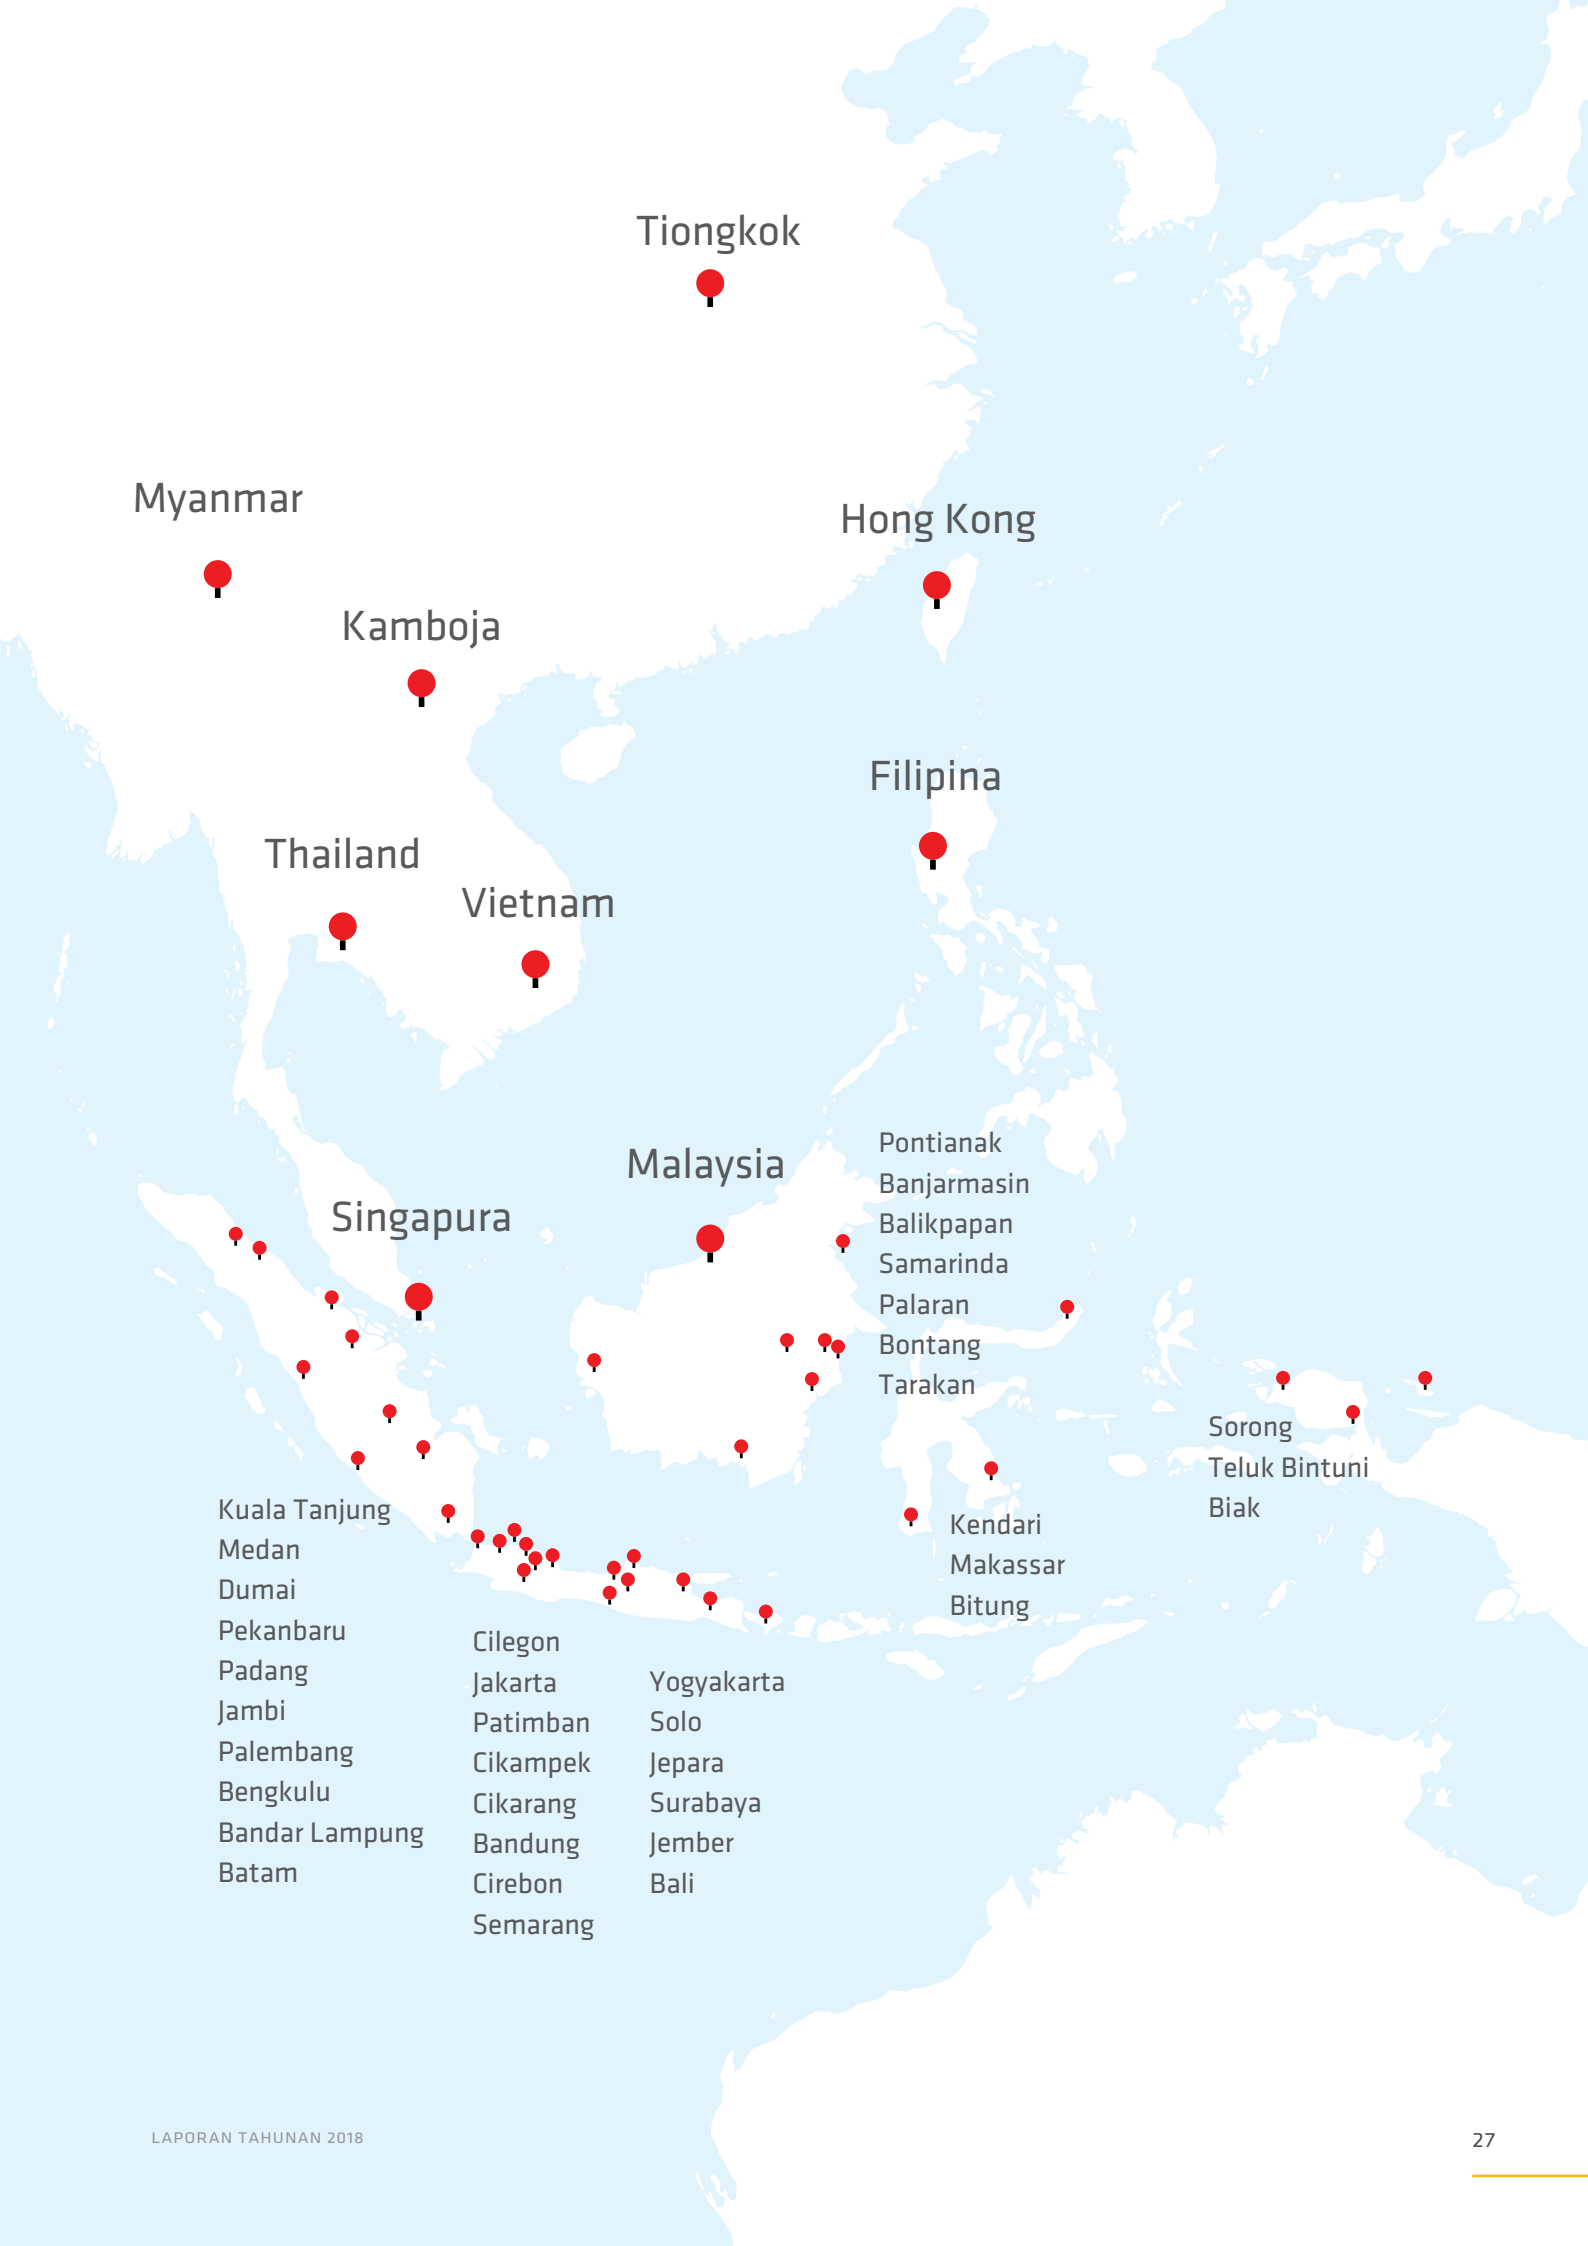 Tiongkok
Myanmar
Hong Kong
Kamboja
Filipina
Thailand
Vietnam
Malaysia
Singapura
Pontianak
Banjarmasin
Balikpapan
Samarinda
Palaran
Bontang
Tarakan
Sorong
Teluk Bintuni
Biak
Kendari
Makassar
Bitung
Kuala Tanjung
Medan
Dumai
Pekanbaru
Padang
Jambi
Palembang
Bengkulu
Bandar Lampung
Batam
Cilegon
Jakarta
Patimban
Cikampek
Cikarang
Bandung
Cirebon
Semarang
Yogyakarta
Solo
Jepara
Surabaya
Jember
Bali
LAPORAN TAHUNAN 2018
27